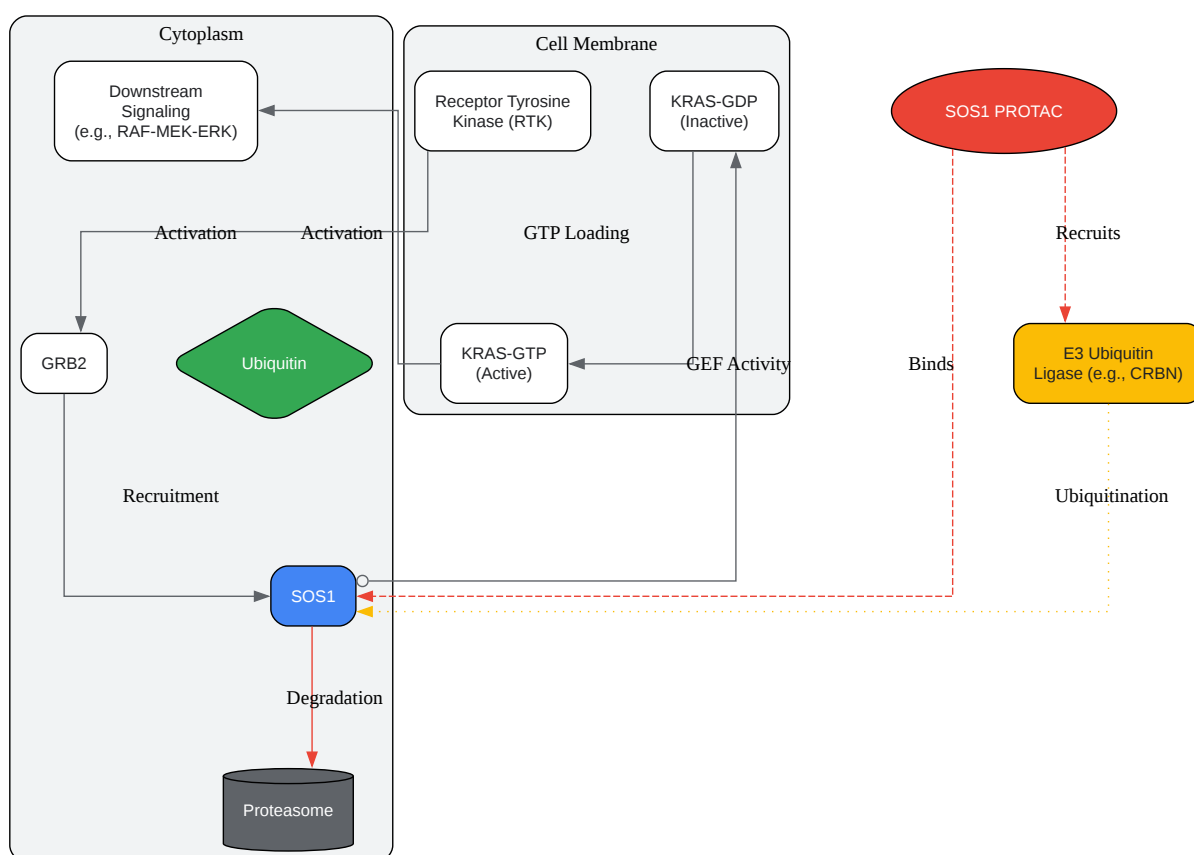 Cytoplasm
Cell Membrane
Downstream
Signaling
(e.g., RAF-MEK-ERK)
Receptor Tyrosine
Kinase (RTK)
KRAS-GDP
(Inactive)
SOS1 PROTAC
Activation
Activation
GTP Loading
Recruits
GRB2
Ubiquitin
KRAS-GTP
(Active)
GEF Activity
Binds
E3 Ubiquitin
Ligase (e.g., CRBN)
Recruitment
Ubiquitination
SOS1
Degradation
Proteasome